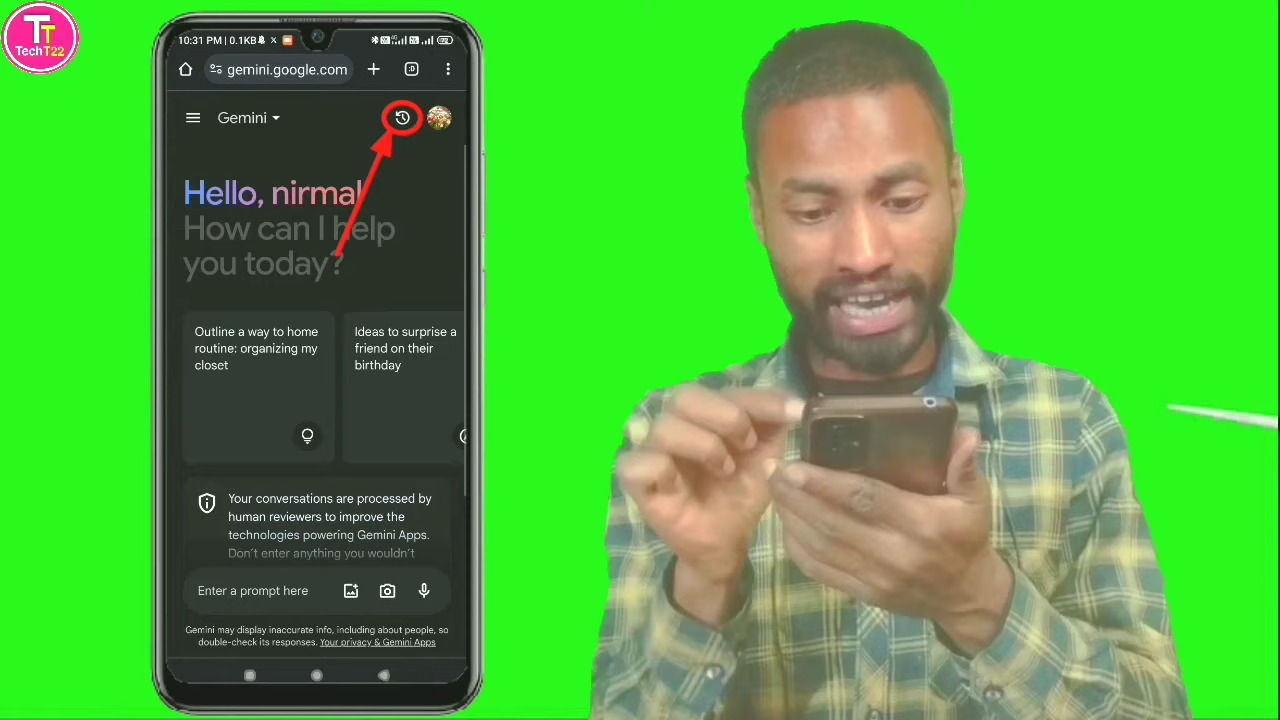 TT
TechT22
10:31 PM | 0.1KB
gemini.google.com
:D
Gemini
Hello, nirmal
How can I help
you today?
Outline a way to home
routine: organizing my
closet
Ideas to surprise a
friend on their
birthday
Your conversations are processed by
human reviewers to improve the
technologies powering Gemini Apps.
Don't enter anything you wouldn't
Enter a prompt here
Gemini may display inaccurate info, including about people, so
double-check its responses. Your privacy & Gemini Apps